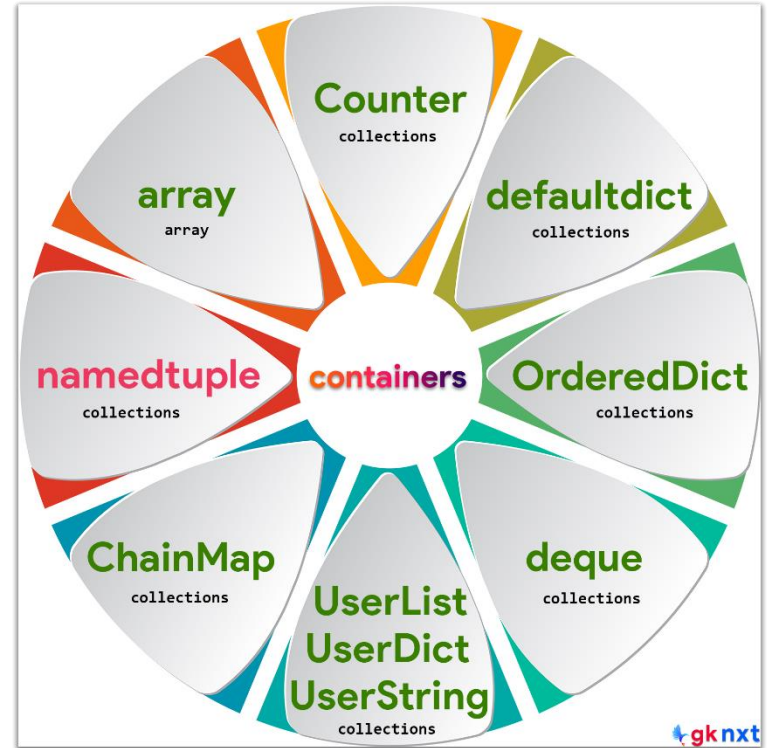 Counter
collections
defaultdict
collections
OrderedDict
collections
deque
collections
UserList
UserDict
UserString
collections
ChainMap
collections
namedtuple
collections
array
array
containers
gknxt